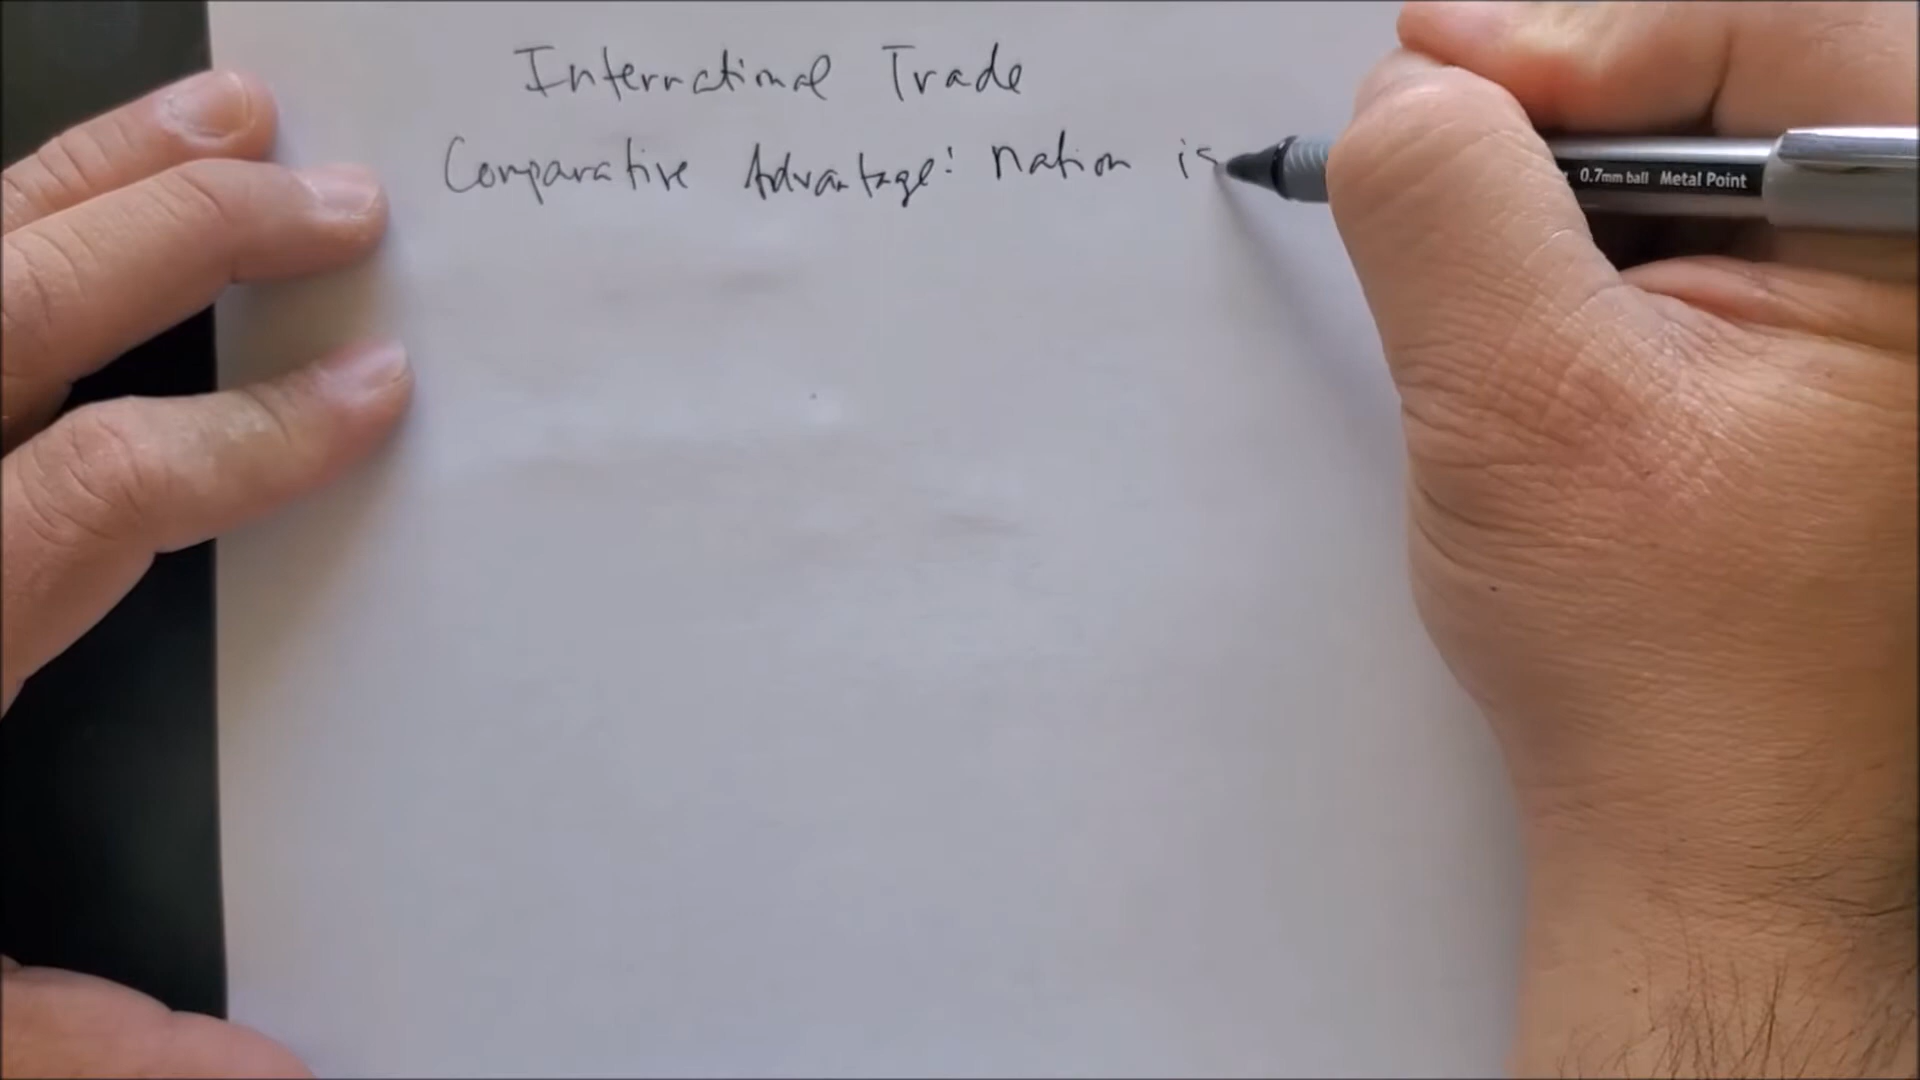 International Trade
Comparative Advantage: Nation is
0.7mm ball Metal Point